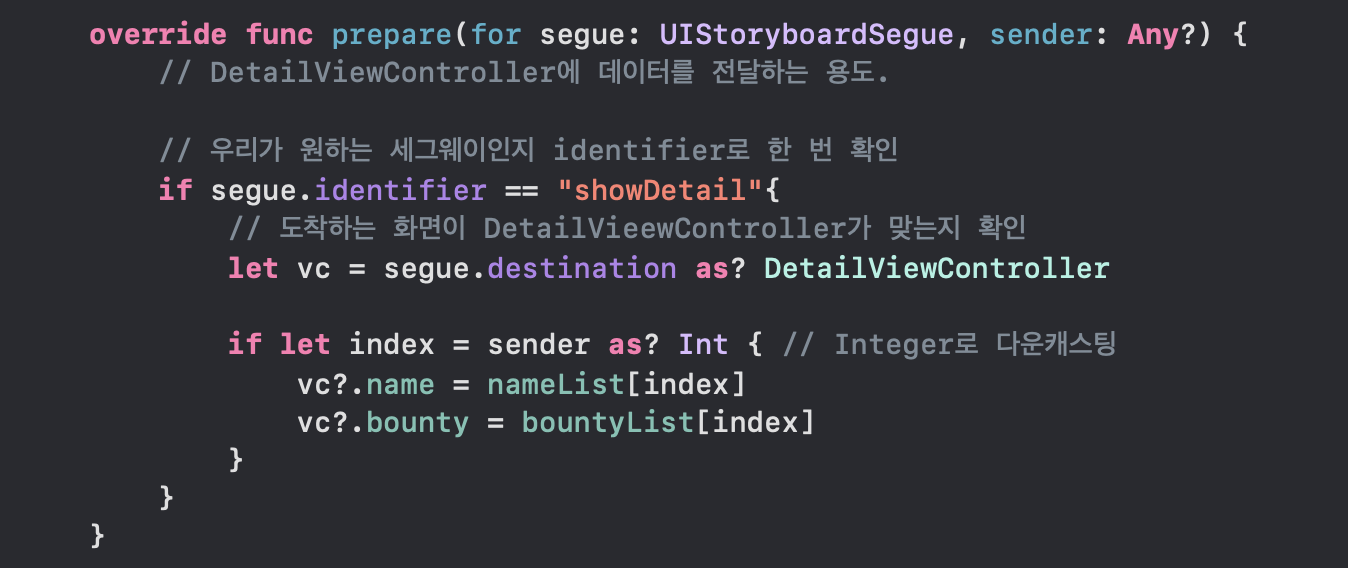 override func prepare(for segue: UIStoryboardSegue, sender: Any?) {
// DetailViewController에 데이터를 전달하는 용도.
// 우리가 원하는 세그웨이인지 identifier로 한 번 확인
if segue.identifier == "showDetail"{
// 도착하는 화면이 DetailVieewController가 맞는지 확인
let vc = segue.destination as? DetailViewController
if let index = sender as? Int { // Integer로 다운캐스팅
vc?.name = nameList[index]
vc?.bounty = bountyList[index]
}
}
}